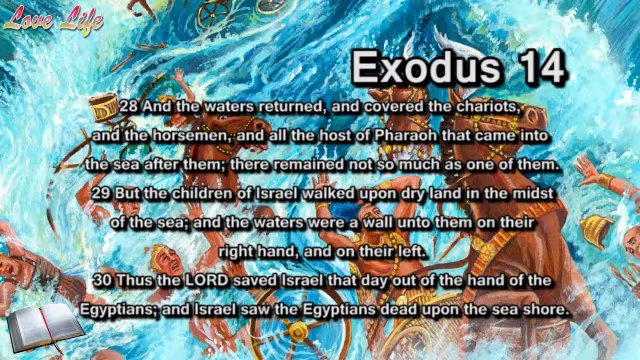 Love Life
Exodus 14
28 And the waters returned, and covered the chariots,
and the horsemen, and all the host of Pharaoh that came into
the sea after them; there remained not so much as one of them.
29 But the children of Israel walked upon dry land in the midst
of the sea; and the waters were a wall unto them on their
right hand, and on their left.
30 Thus the LORD saved Israel that day out of the hand of the
Egyptians; and Israel saw the Egyptians dead upon the sea shore.